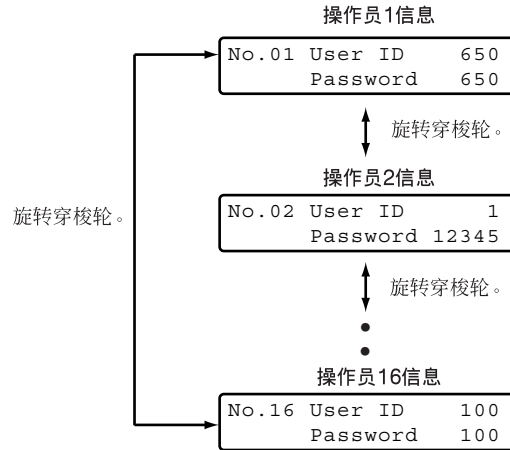 操作员1信息
No.01 User ID 650
Password 650
旋转穿梭轮。
操作员2信息
No.02 User ID 1
Password 12345
旋转穿梭轮。
旋转穿梭轮。
操作员16信息
No.16 User ID 100
Password 100